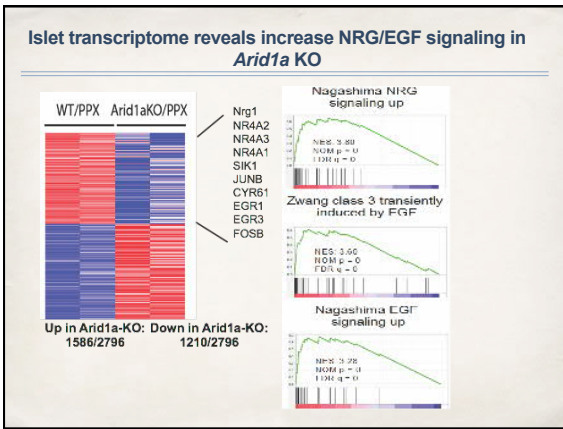 Islet transcriptome reveals increase NRG/EGF signaling in
Arid1a KO
WT/PPX Arid1aKO/PPX
Nrg1
NR4A2
NR4A3
NR4A1
SIK1
JUNB
CYR61
EGR1
EGR3
FOSB
Up in Arid1a-KO: Down in Arid1a-KO:
1586/2796 1210/2796
Nagashima NRG
signaling up
NES: 3.80
NOM p = 0
FDR q = 0
Zwang class 3 transiently
induced by EGF
NES: 3.60
NOM p = 0
FDR q = 0
Nagashima EGF
signaling up
NES: 3.28
NOM p = 0
FDR q = 0